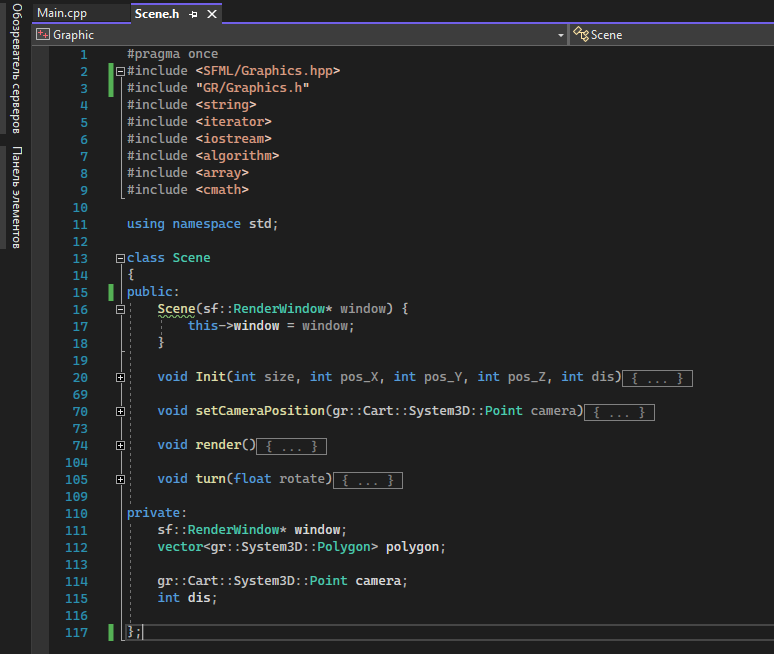 Обозреватель серверов
Панель элементов
Main.cpp
Scene.h
Graphic
Scene
1 #pragma once
2 #include <SFML/Graphics.hpp>
3 #include "GR/Graphics.h"
4 #include <string>
5 #include <iterator>
6 #include <iostream>
7 #include <algorithm>
8 #include <array>
9 #include <cmath>
10
11 using namespace std;
12
13 class Scene
14 {
15 public:
16 Scene(sf::RenderWindow* window) {
17 this->window = window;
18 }
19
20 void Init(int size, int pos_X, int pos_Y, int pos_Z, int dis){ ... }
69
70 void setCameraPosition(gr::Cart::System3D::Point camera){ ... }
73
74 void render(){ ... }
104
105 void turn(float rotate){ ... }
109
110 private:
111 sf::RenderWindow* window;
112 vector<gr::System3D::Polygon> polygon;
113
114 gr::Cart::System3D::Point camera;
115 int dis;
116
117 };